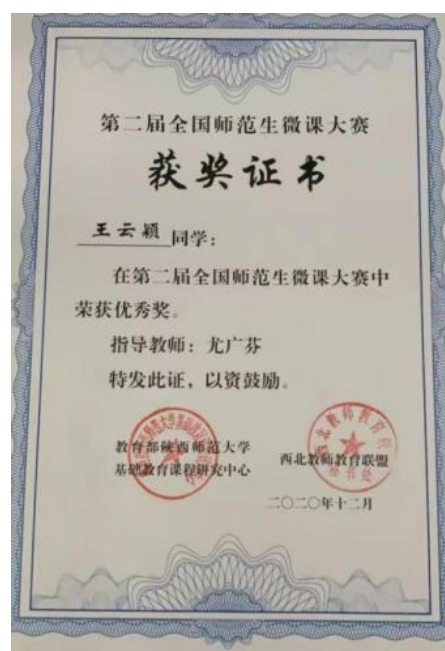 第二届全国师范生微课大赛
获奖证书
王云颖 同学：
在第二届全国师范生微课大赛中
荣获优秀奖。
指导教师：尤广芬
特发此证，以资鼓励。
教育部陕西师范大学
基础教育课程研究中心
西北教师教育联盟
二〇二〇年十二月